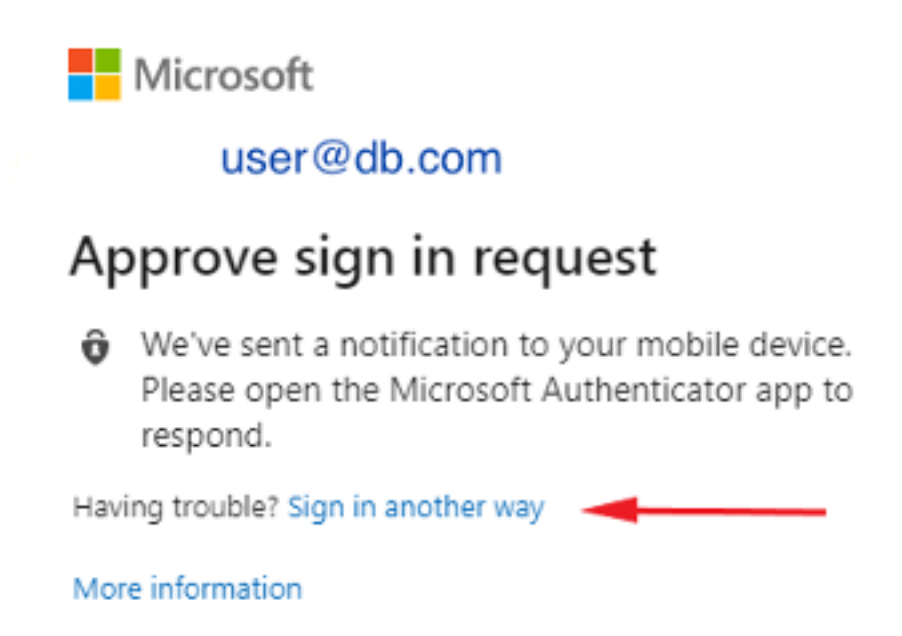 Microsoft
user@db.com
Approve sign in request
We've sent a notification to your mobile device.
Please open the Microsoft Authenticator app to
respond.
Having trouble? Sign in another way
More information